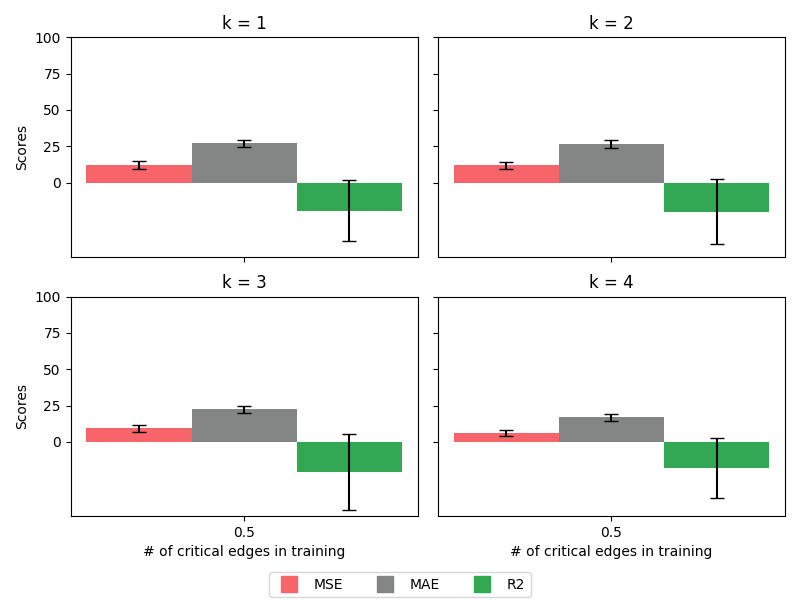 k = 1
k = 2
100
75
50
25
0
Scores
k = 3
k = 4
100
75
50
25
0
Scores
0.5
0.5
# of critical edges in training
# of critical edges in training
MSE MAE R2